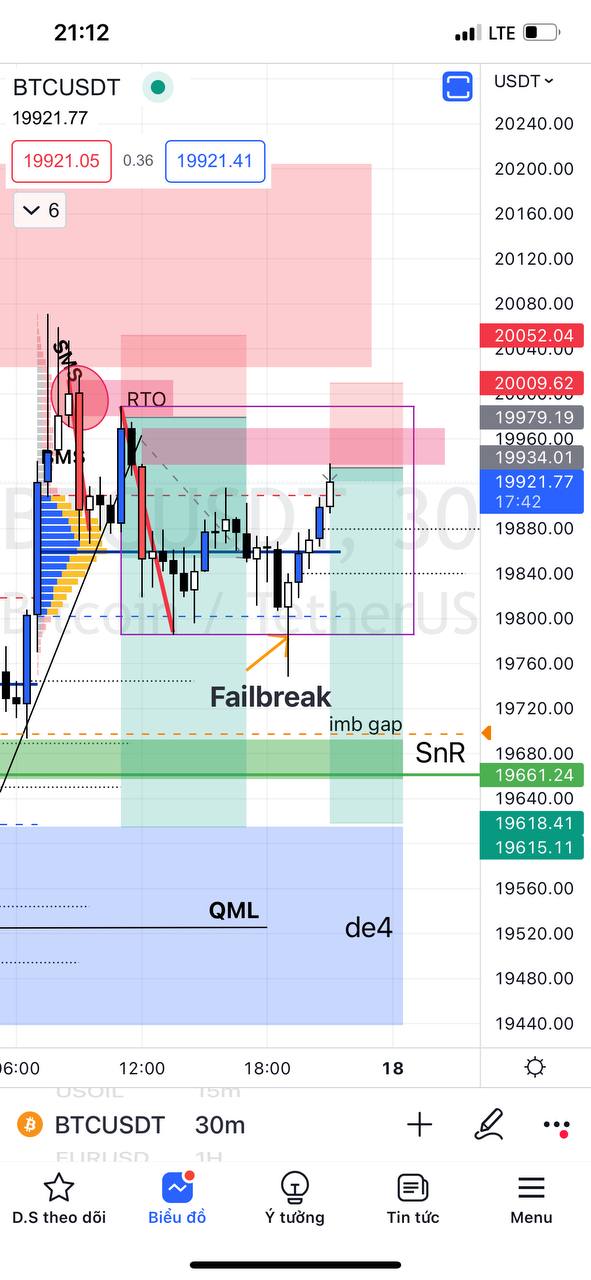 21:12
LTE
BTCUSDT
USDT
19921.77
19921.05
0.36
19921.41
6
20240.00
20200.00
20160.00
20120.00
20080.00
20052.04
20040.00
20009.62
19979.19
19960.00
19934.01
19921.77
17:42
19880.00
19840.00
19800.00
19760.00
19720.00
19680.00
19661.24
19640.00
19618.41
19615.11
19560.00
19520.00
19480.00
19440.00
SMS
RTO
BMS
BTCUSDT, 30
Bitcoin / TetherUS
Failbreak
imb gap
SnR
QML
de4
06:00
12:00
18:00
18
USOIL 15m
BTCUSDT 30m
EURUSD 1H
D.S theo dõi
Biểu đồ
Ý tưởng
Tin tức
Menu